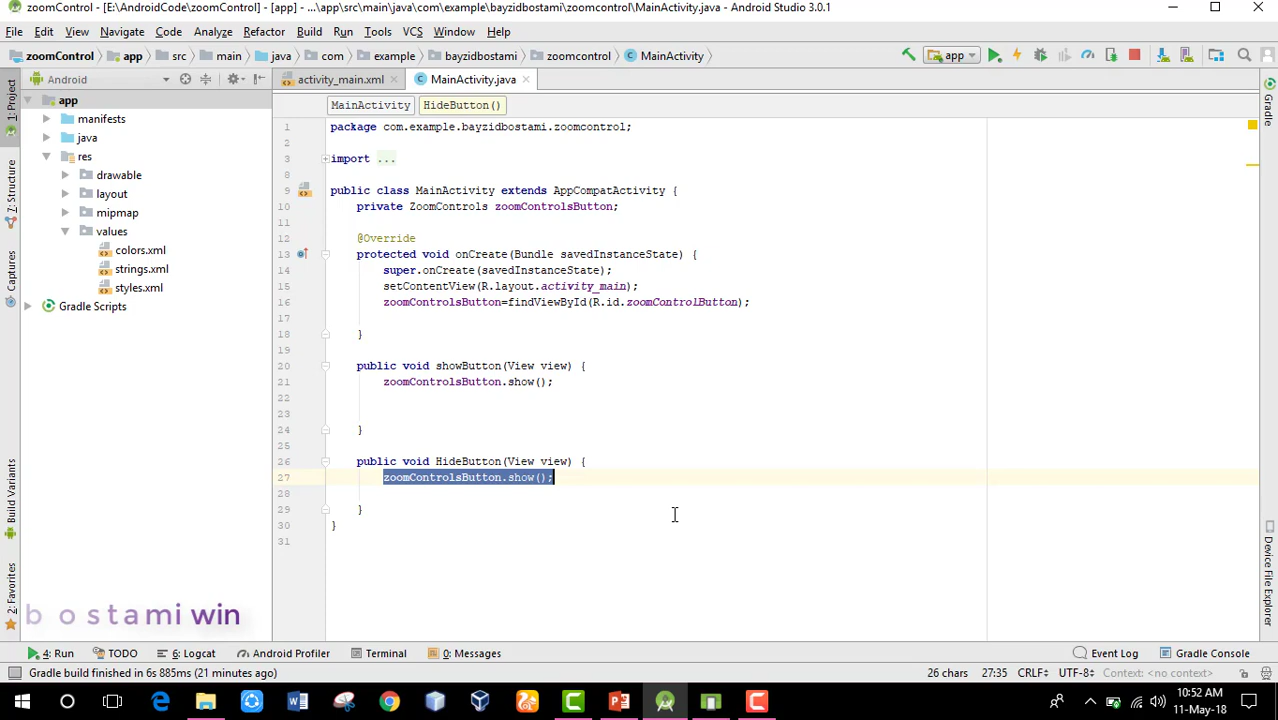 zoomControl - [E:\AndroidCode\zoomControl] - [app] - ...\app\src\main\java\com\example\bayzidbostami\zoomcontrol\MainActivity.java - Android Studio 3.0.1
File Edit View Navigate Code Analyze Refactor Build Run Tools VCS Window Help
zoomControl app src main java com example bayzidbostami zoomcontrol MainActivity app
Android activity_main.xml MainActivity.java
MainActivity HideButton()
1: Project
7: Structure
Captures
Build Variants
2: Favorites
app
manifests
java
res
drawable
layout
mipmap
values
colors.xml
strings.xml
styles.xml
Gradle Scripts
1 package com.example.bayzidbostami.zoomcontrol;
2
3 import ...
8
9 public class MainActivity extends AppCompatActivity {
10 private ZoomControls zoomControlsButton;
11
12 @Override
13 protected void onCreate(Bundle savedInstanceState) {
14 super.onCreate(savedInstanceState);
15 setContentView(R.layout.activity_main);
16 zoomControlsButton=findViewById(R.id.zoomControlButton);
17
18 }
19
20 public void showButton(View view) {
21 zoomControlsButton.show();
22
23
24 }
25
26 public void HideButton(View view) {
27 zoomControlsButton.show();
28
29 }
30 }
31
Gradle
Device File Explorer
bostami win
4: Run TODO 6: Logcat Android Profiler Terminal 0: Messages Event Log Gradle Console
Gradle build finished in 6s 885ms (21 minutes ago) 26 chars 27:35 CRLF÷ UTF-8÷ Context: <no context>
10:52 AM
11-May-18